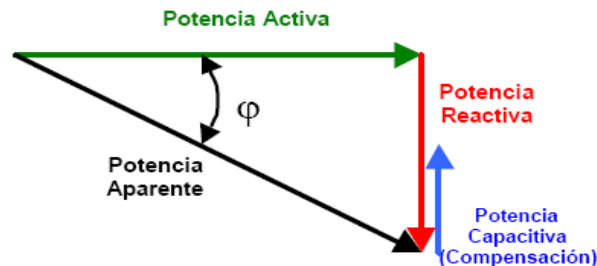 Potencia Activa
φ
Potencia
Reactiva
Potencia
Aparente
Potencia
Capacitiva
(Compensación)